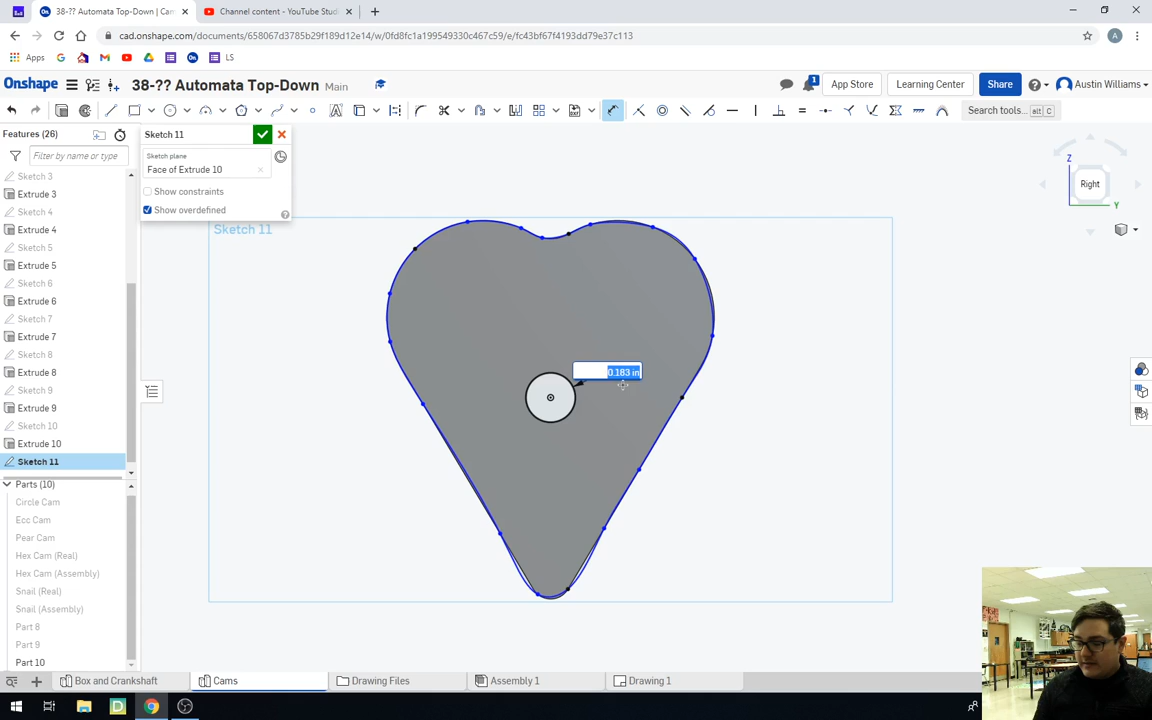 38-?? Automata Top-Down | Cam
Channel content - YouTube Studi
cad.onshape.com/documents/658067d3785b29f189d12e14/w/0fd8fc1a199549330c467c59/e/fc43bf67f4193dd79e37c113
A
Apps
LS
Onshape
38-?? Automata Top-Down Main
1
App Store
Learning Center
Share
Austin Williams
Search tools...
alt C
Features (26)
Filter by name or type
Sketch 3
Extrude 3
Sketch 4
Extrude 4
Sketch 5
Extrude 5
Sketch 6
Extrude 6
Sketch 7
Extrude 7
Sketch 8
Extrude 8
Sketch 9
Extrude 9
Sketch 10
Extrude 10
Sketch 11
Parts (10)
Circle Cam
Ecc Cam
Pear Cam
Hex Cam (Real)
Hex Cam (Assembly)
Snail (Real)
Snail (Assembly)
Part 8
Part 9
Part 10
Sketch 11
Sketch plane
Face of Extrude 10
Show constraints
Show overdefined
Sketch 11
0.183 in
Z
Right
Y
Box and Crankshaft
Cams
Drawing Files
Assembly 1
Drawing 1